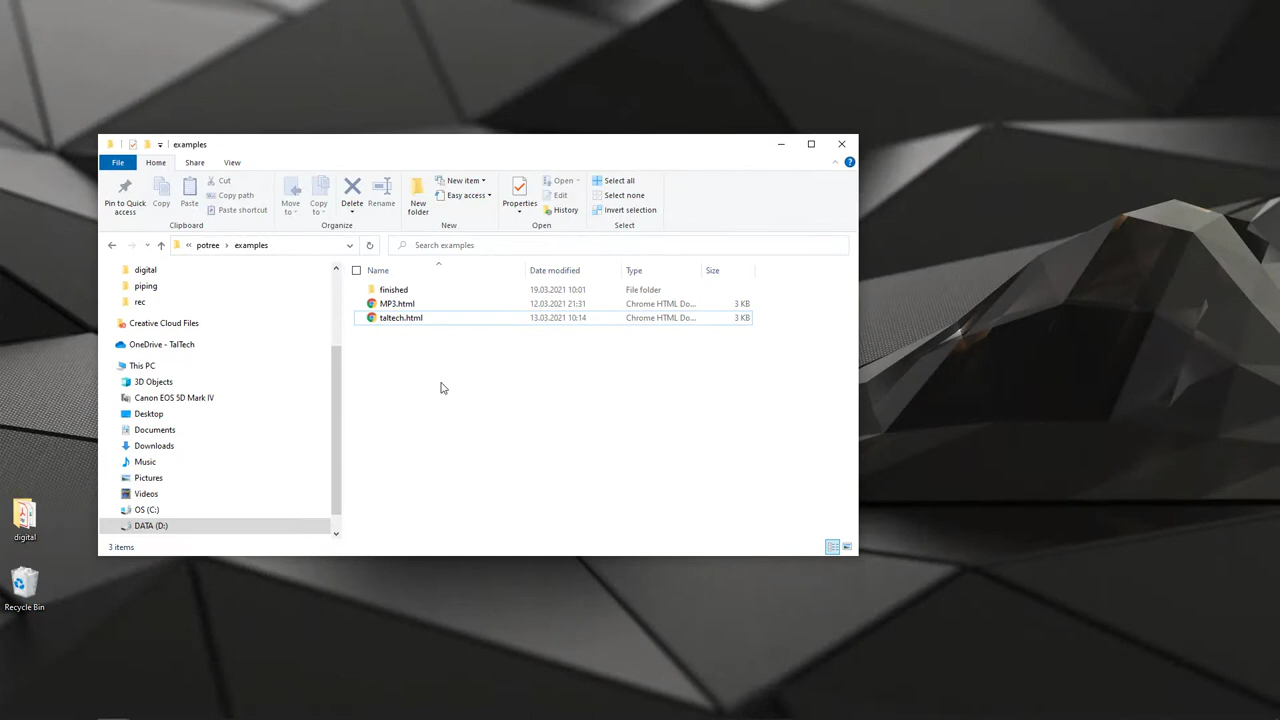 examples
File Home Share View
Pin to Quick access
Copy
Paste
Cut
Copy path
Paste shortcut
Clipboard
Move to
Copy to
Delete
Rename
Organize
New folder
New item
Easy access
New
Properties
Open
Edit
History
Open
Select all
Select none
Invert selection
Select
« potree › examples
Search examples
Name Date modified Type Size
finished 19.03.2021 10:01 File folder
MP3.html 12.03.2021 21:31 Chrome HTML Do... 3 KB
taltech.html 13.03.2021 10:14 Chrome HTML Do... 3 KB
digital
piping
rec
Creative Cloud Files
OneDrive - TalTech
This PC
3D Objects
Canon EOS 5D Mark IV
Desktop
Documents
Downloads
Music
Pictures
Videos
OS (C:)
DATA (D:)
3 items
digital
Recycle Bin